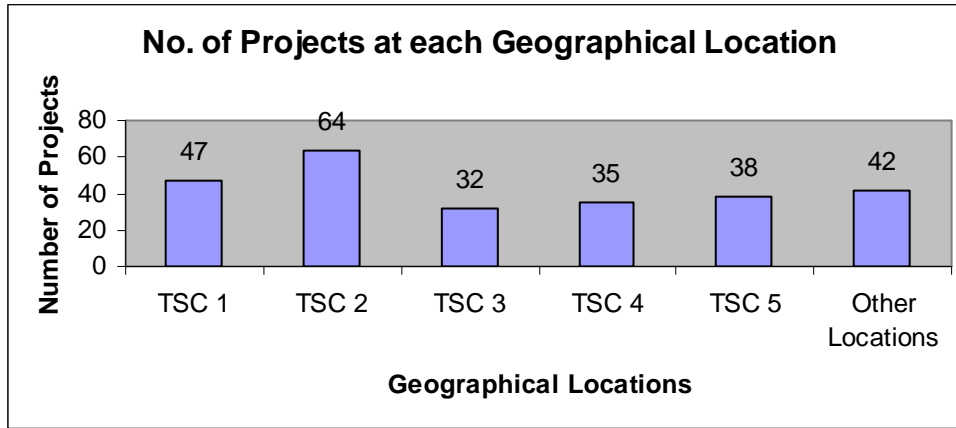 No. of Projects at each Geographical Location
Number of Projects
80
60
40
20
0
47
64
32
35
38
42
TSC 1
TSC 2
TSC 3
TSC 4
TSC 5
Other
Locations
Geographical Locations